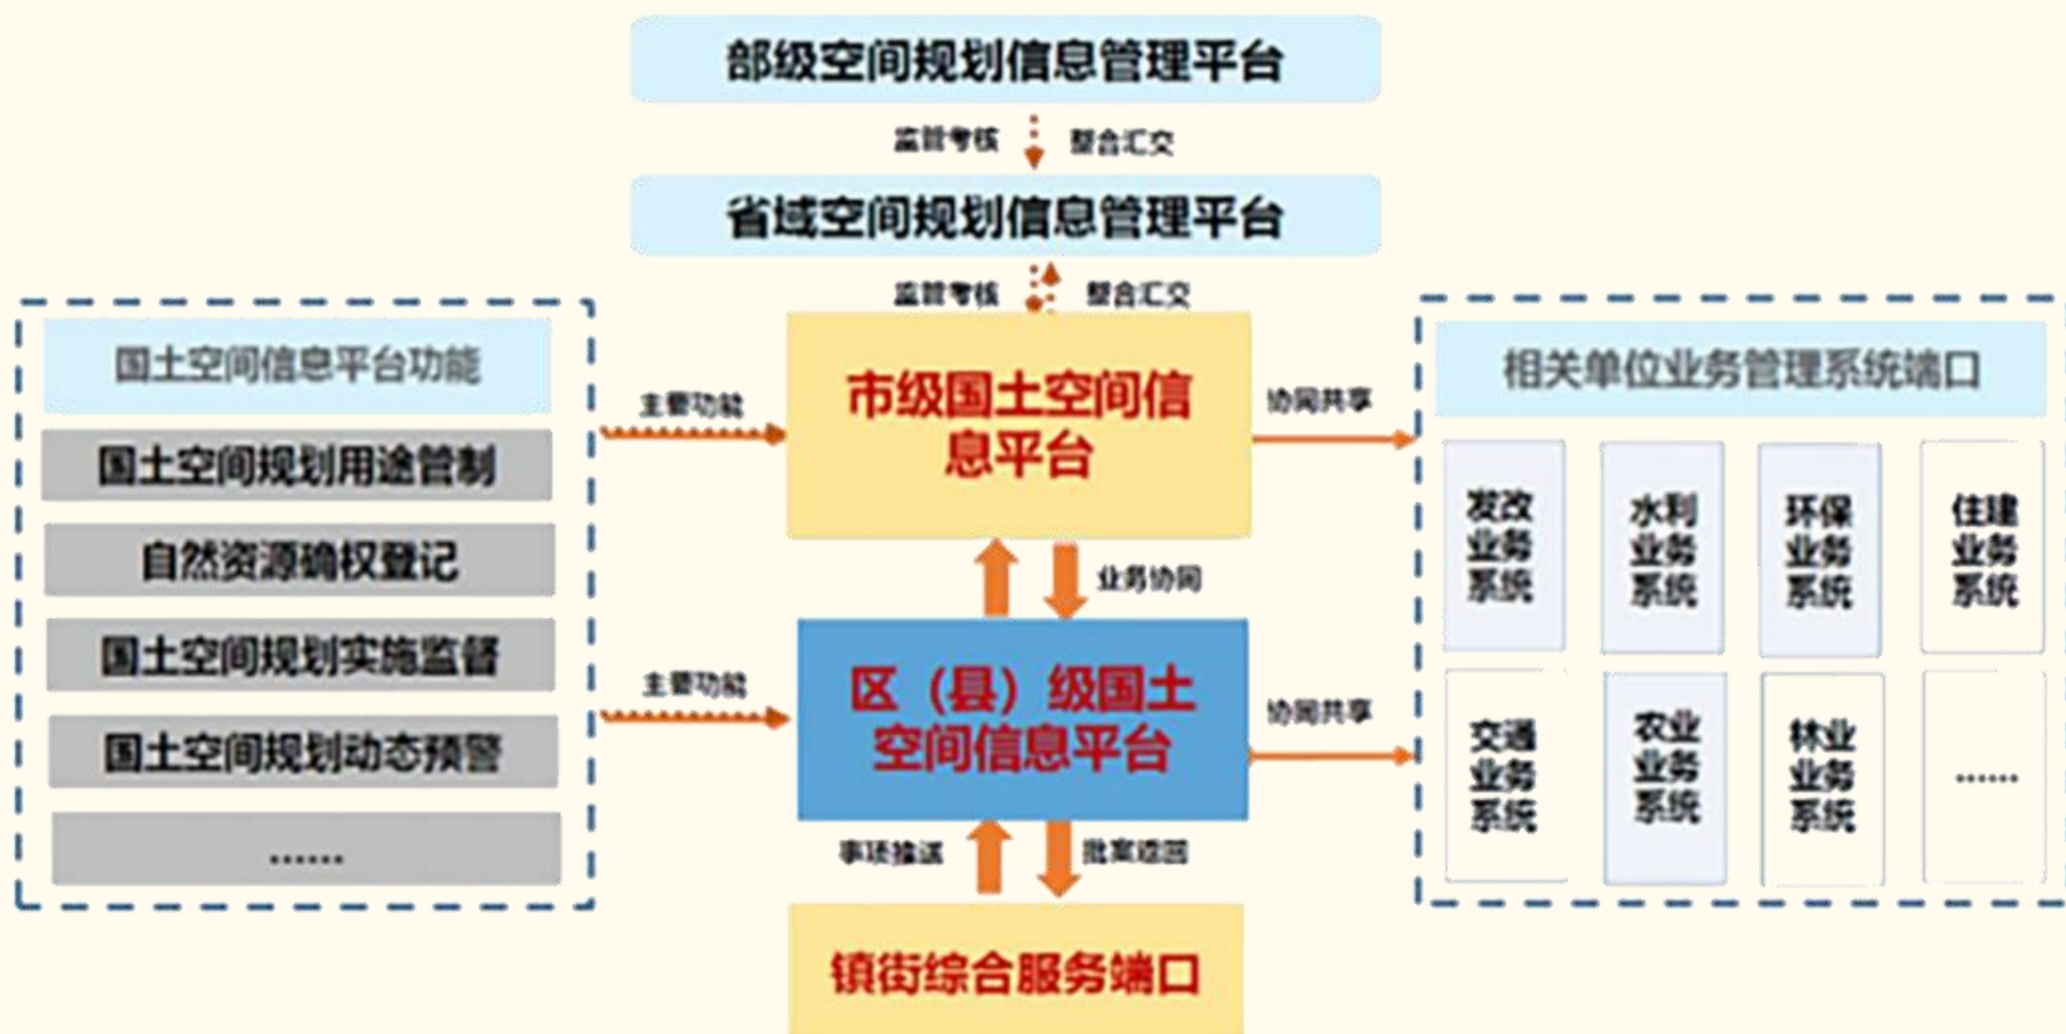 部级空间规划信息管理平台
监管考核
整合汇交
省域空间规划信息管理平台
监管考核
整合汇交
国土空间信息平台功能
国土空间规划用途管制
自然资源确权登记
国土空间规划实施监督
国土空间规划动态预警
……
主要功能
主要功能
市级国土空间信
息平台
业务协同
区（县）级国土
空间信息平台
事项推送
批案返回
镇街综合服务端口
协同共享
协同共享
相关单位业务管理系统端口
发改
业务
系统
水利
业务
系统
环保
业务
系统
住建
业务
系统
交通
业务
系统
农业
业务
系统
林业
业务
系统
……